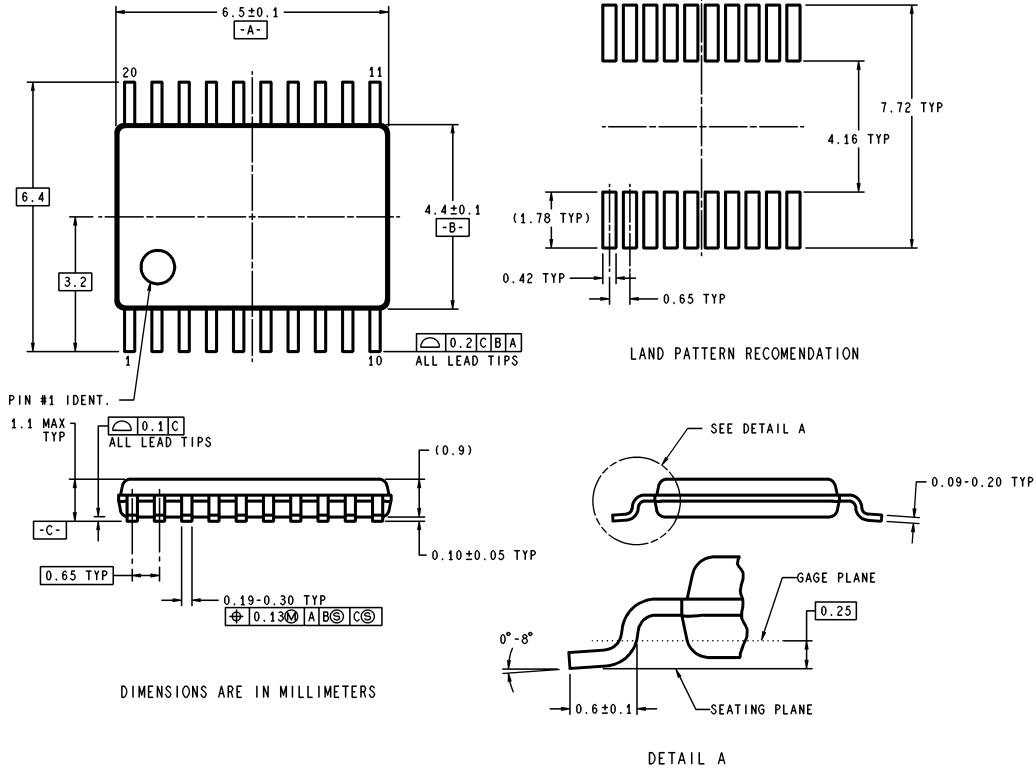 6.5±0.1
-A-
20
11
6.4
3.2
4.4±0.1
-B-
1
10
0.2 C B A
ALL LEAD TIPS
PIN #1 IDENT.
7.72 TYP
4.16 TYP
(1.78 TYP)
0.42 TYP
0.65 TYP
LAND PATTERN RECOMENDATION
1.1 MAX
TYP
0.1 C
ALL LEAD TIPS
(0.9)
-C-
0.10±0.05 TYP
0.65 TYP
0.19-0.30 TYP
⌖ 0.13Ⓜ A BⓈ CⓈ
DIMENSIONS ARE IN MILLIMETERS
SEE DETAIL A
0.09-0.20 TYP
GAGE PLANE
0.25
0°-8°
0.6±0.1
SEATING PLANE
DETAIL A